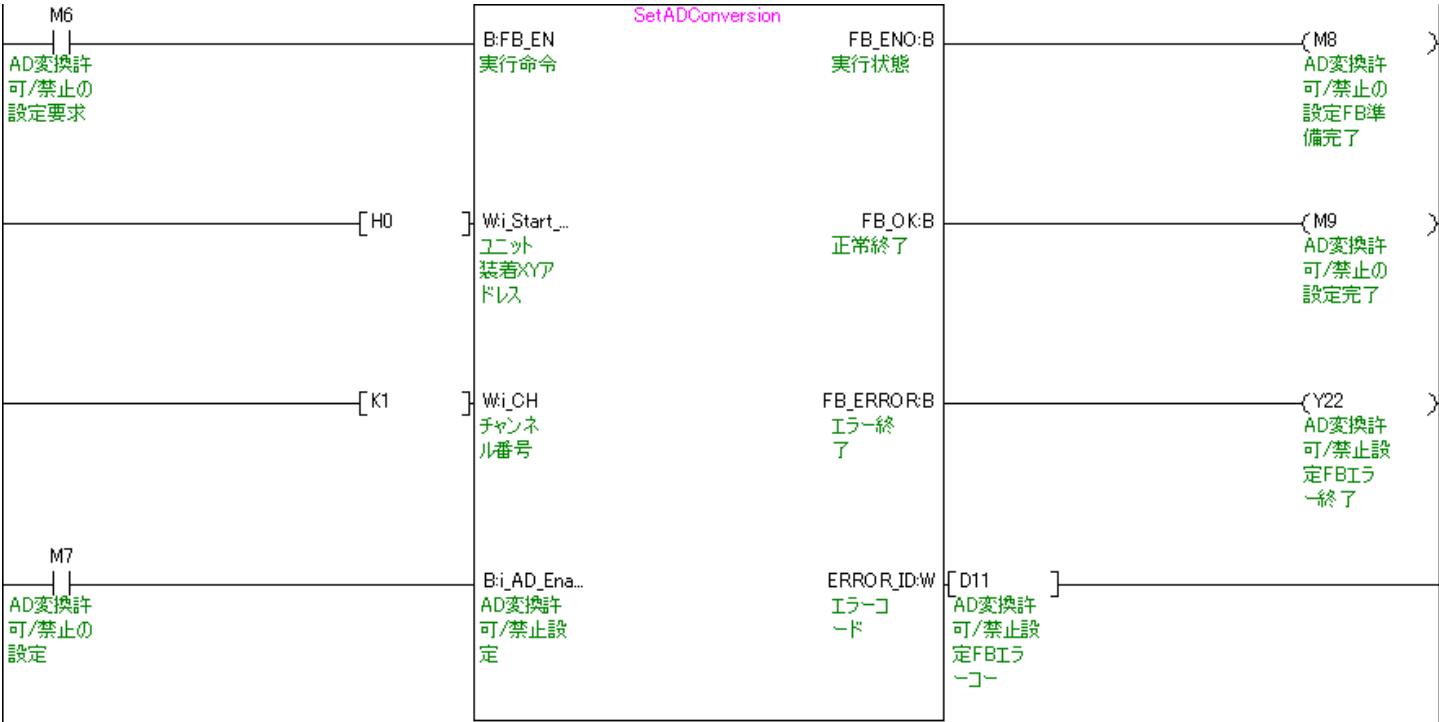 SetADConversion
M6
AD変換許
可/禁止の
設定要求
B:FB_EN
実行命令
FB_ENO:B
実行状態
M8
AD変換許
可/禁止の
設定FB準
備完了
H0
W:i_Start_...
ユニット
装着XYア
ドレス
FB_OK:B
正常終了
M9
AD変換許
可/禁止の
設定完了
K1
W:i_CH
チャンネ
ル番号
FB_ERROR:B
エラー終
了
Y22
AD変換許
可/禁止設
定FBエラ
ー終了
M7
AD変換許
可/禁止の
設定
B:i_AD_Ena...
AD変換許
可/禁止設
定
ERROR_ID:W
エラーコ
ード
D11
AD変換許
可/禁止設
定FBエラ
ーコー